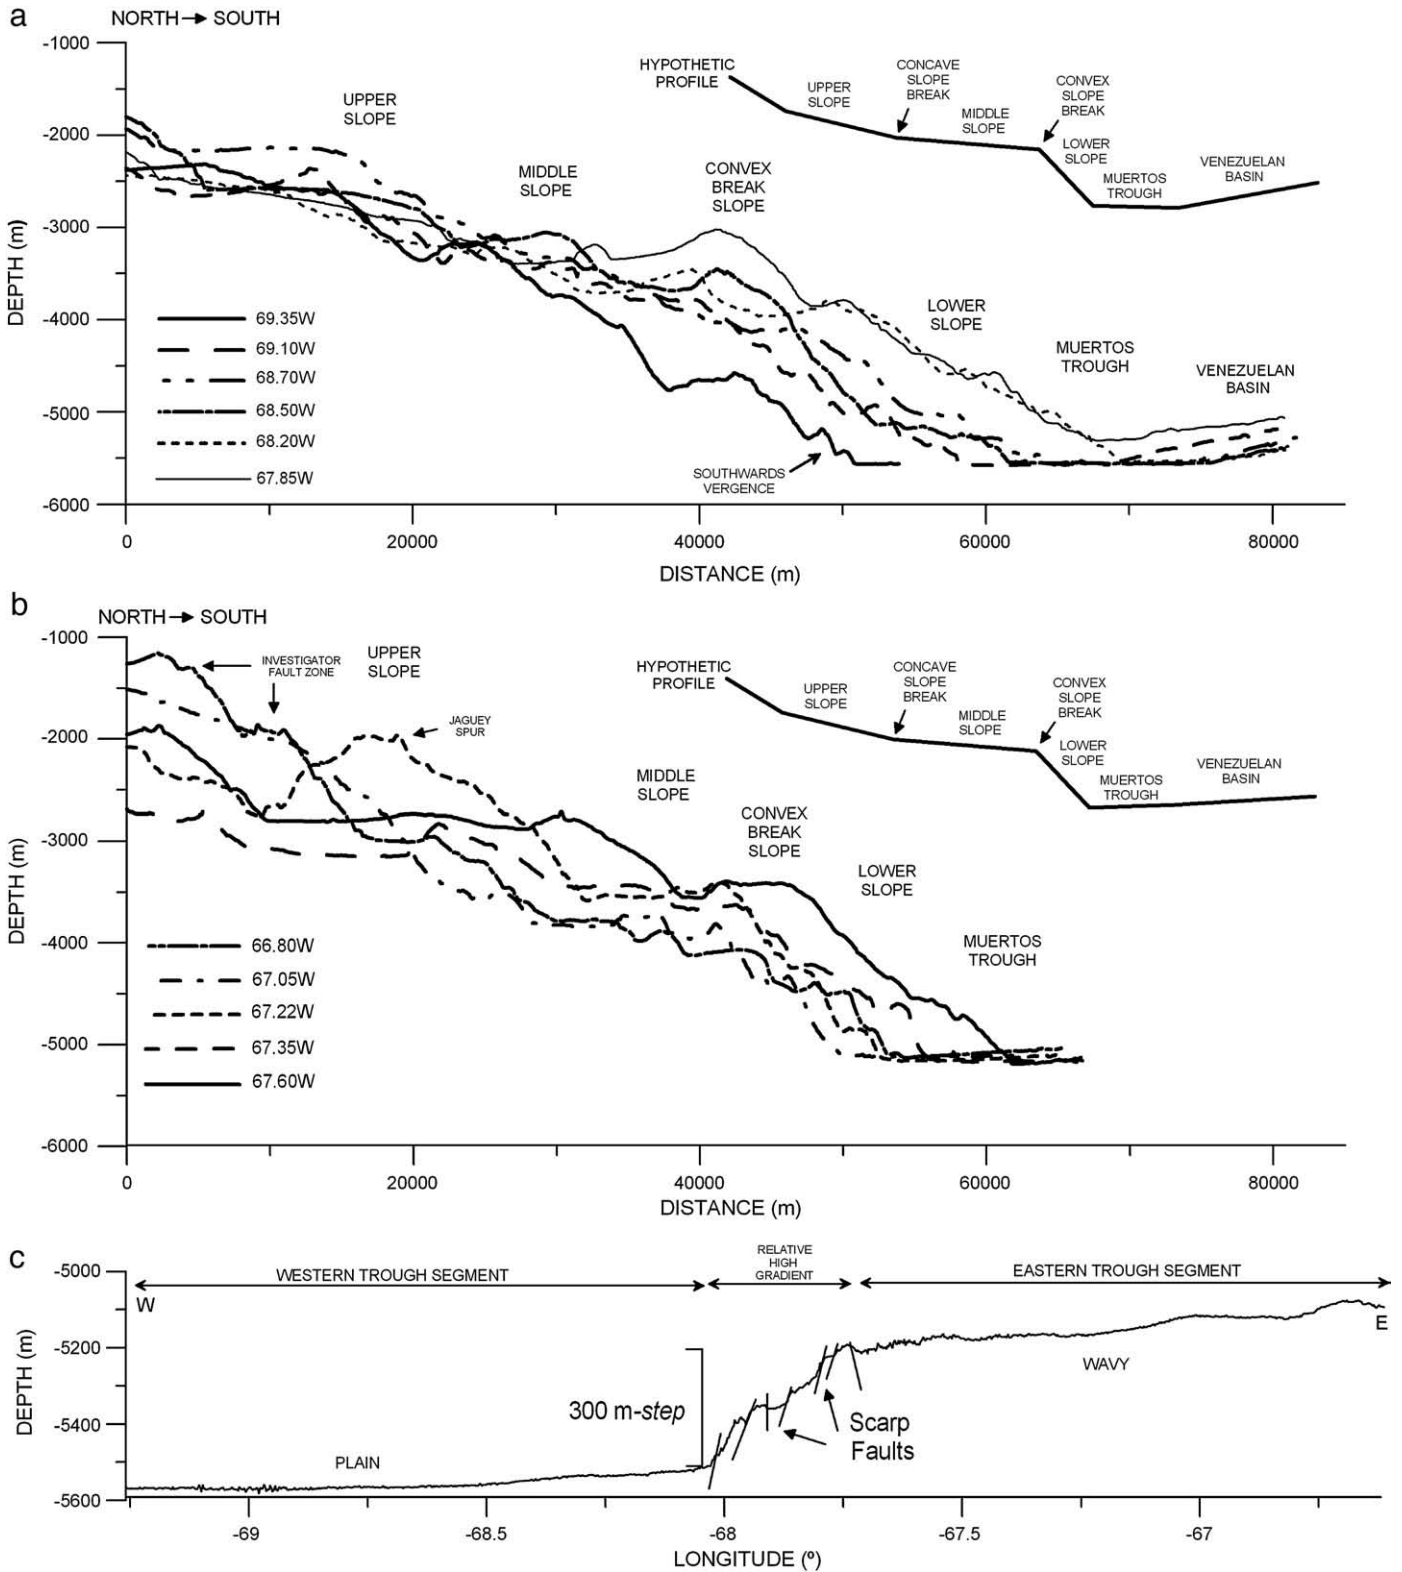 a
NORTH → SOUTH
-1000
-2000
-3000
-4000
-5000
-6000
DEPTH (m)
UPPER
SLOPE
MIDDLE
SLOPE
CONVEX
BREAK
SLOPE
LOWER
SLOPE
MUERTOS
TROUGH
VENEZUELAN
BASIN
SOUTHWARDS
VERGENCE
HYPOTHETIC
PROFILE
UPPER
SLOPE
CONCAVE
SLOPE
BREAK
MIDDLE
SLOPE
CONVEX
SLOPE
BREAK
LOWER
SLOPE
MUERTOS
TROUGH
VENEZUELAN
BASIN
69.35W
69.10W
68.70W
68.50W
68.20W
67.85W
0 20000 40000 60000 80000
DISTANCE (m)
b
NORTH → SOUTH
-1000
-2000
-3000
-4000
-5000
-6000
DEPTH (m)
INVESTIGATOR
FAULT ZONE
UPPER
SLOPE
JAGUEY
SPUR
MIDDLE
SLOPE
CONVEX
BREAK
SLOPE
LOWER
SLOPE
MUERTOS
TROUGH
HYPOTHETIC
PROFILE
UPPER
SLOPE
CONCAVE
SLOPE
BREAK
MIDDLE
SLOPE
CONVEX
SLOPE
BREAK
LOWER
SLOPE
MUERTOS
TROUGH
VENEZUELAN
BASIN
66.80W
67.05W
67.22W
67.35W
67.60W
0 20000 40000 60000 80000
DISTANCE (m)
c
-5000
-5200
-5400
-5600
DEPTH (m)
WESTERN TROUGH SEGMENT
RELATIVE
HIGH
GRADIENT
EASTERN TROUGH SEGMENT
W
E
300 m-step
PLAIN
WAVY
Scarp
Faults
-69 -68.5 -68 -67.5 -67
LONGITUDE (º)